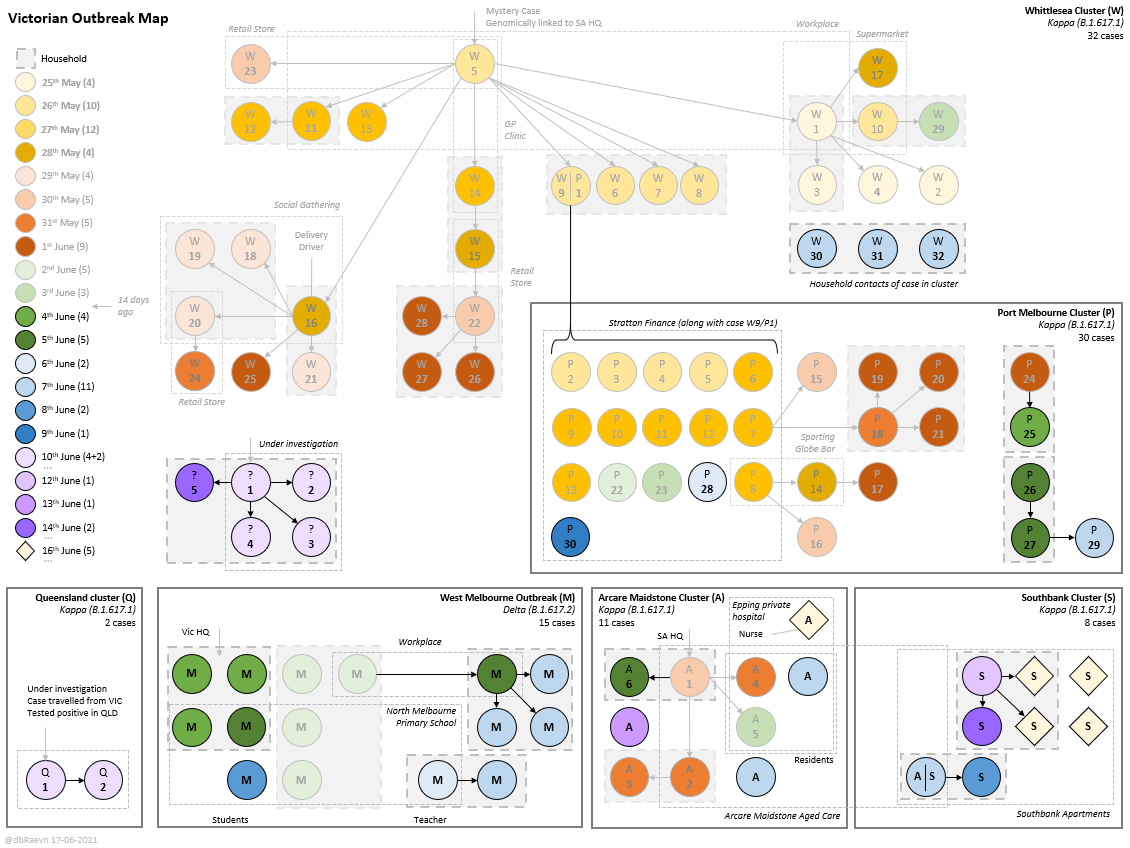 Victorian Outbreak Map
Household
25th May (4)
26th May (10)
27th May (12)
28th May (4)
29th May (4)
30th May (5)
31st May (5)
1st June (9)
2nd June (5)
3rd June (3)
14 days
ago
4th June (4)
5th June (5)
6th June (2)
7th June (11)
8th June (2)
9th June (1)
10th June (4+2)
...
12th June (1)
13th June (1)
14th June (2)
...
16th June (5)
...
Mystery Case
Genomically linked to SA HQ
Whittlesea Cluster (W)
Kappa (B.1.617.1)
32 cases
Retail Store
Workplace
Supermarket
W
23
W
5
W
17
W
12
W
11
W
13
GP
Clinic
W
1
W
10
W
29
W
14
W
9
P
1
W
6
W
7
W
8
W
3
W
4
W
2
Social Gathering
W
19
W
18
Delivery
Driver
W
15
W
30
W
31
W
32
Household contacts of case in cluster
Retail
Store
W
20
W
16
W
28
W
22
W
24
W
25
W
21
W
27
W
26
Retail Store
Port Melbourne Cluster (P)
Kappa (B.1.617.1)
30 cases
Stratton Finance (along with case W9/P1)
P
2
P
3
P
4
P
5
P
6
P
15
P
19
P
20
P
24
P
9
P
10
P
11
P
12
P
7
Sporting
Globe Bar
P
18
P
21
P
25
P
13
P
22
P
23
P
28
P
8
P
14
P
17
P
26
P
30
P
16
P
27
P
29
Under investigation
?
5
?
1
?
2
?
4
?
3
Queensland cluster (Q)
Kappa (B.1.617.1)
2 cases
Under investigation
Case travelled from VIC
Tested positive in QLD
Q
1
Q
2
West Melbourne Outbreak (M)
Delta (B.1.617.2)
15 cases
Vic HQ
Workplace
M
M
M
M
M
M
North Melbourne
Primary School
M
M
M
M
M
M
M
M
M
Students
Teacher
Arcare Maidstone Cluster (A)
Kappa (B.1.617.1)
11 cases
Epping private
hospital
Nurse
A
SA HQ
A
6
A
1
A
4
A
A
A
5
Residents
A
3
A
2
A
Arcare Maidstone Aged Care
Southbank Cluster (S)
Kappa (B.1.617.1)
8 cases
S
S
S
S
S
S
A
S
S
Southbank Apartments
@dbRaevn 17-06-2021